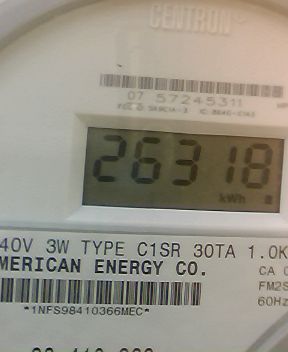 CENTRON
07 57245311
26318
kWh
40V 3W TYPE C1SR 30TA 1.0K
MERICAN ENERGY CO.
CA
FM2S
60Hz
*1NFS98410366MEC*